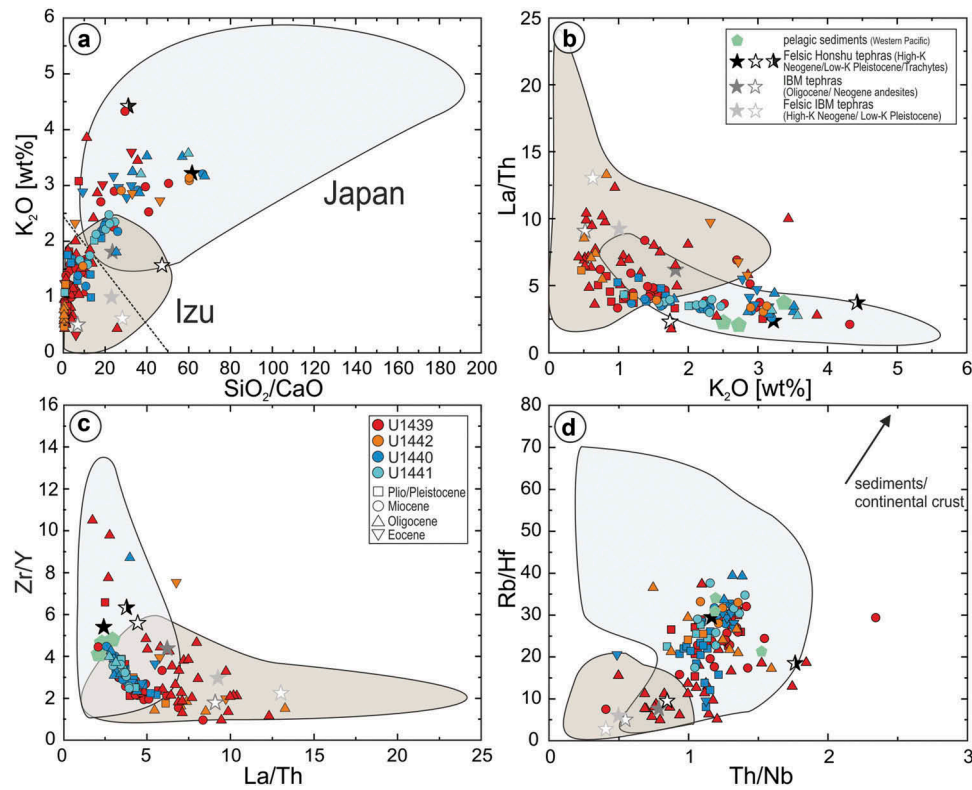 a
6
5
4
3
2
1
0
K2O [wt%]
Japan
Izu
0 20 40 60 80 100 120 140 160 180 200
SiO2/CaO
b
pelagic sediments (Western Pacific)
Felsic Honshu tephras (High-K
Neogene/Low-K Pleistocene/Trachytes)
IBM tephras
(Oligocene/ Neogene andesites)
Felsic IBM tephras
(High-K Neogene/ Low-K Pleistocene)
25
20
15
10
5
0
La/Th
0 1 2 3 4 5 6
K2O [wt%]
c
U1439
U1442
U1440
U1441
Plio/Pleistocene
Miocene
Oligocene
Eocene
16
14
12
10
8
6
4
2
0
Zr/Y
0 5 10 15 20 25
La/Th
d
sediments/
continental crust
80
70
60
50
40
30
20
10
0
Rb/Hf
0 1 2 3
Th/Nb